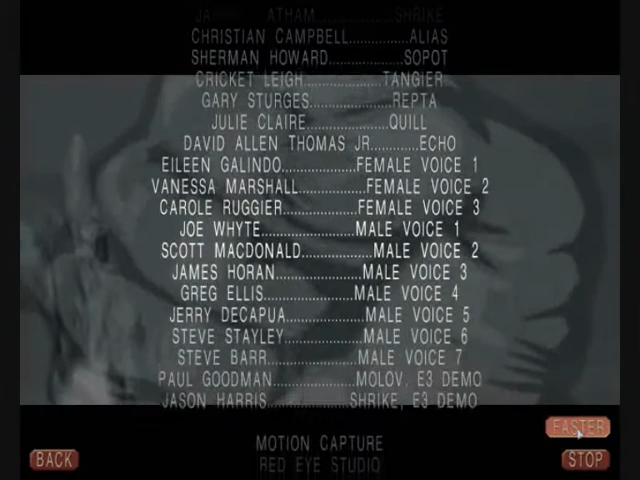 ATHAM..............SHRIKE
CHRISTIAN CAMPBELL...............ALIAS
SHERMAN HOWARD..................SOPOT
CRICKET LEIGH...................TANGIER
GARY STURGES....................REPTA
JULIE CLAIRE....................QUILL
DAVID ALLEN THOMAS JR............ECHO
EILEEN GALINDO..................FEMALE VOICE 1
VANESSA MARSHALL................FEMALE VOICE 2
CAROLE RUGGIER..................FEMALE VOICE 3
JOE WHYTE.......................MALE VOICE 1
SCOTT MACDONALD.................MALE VOICE 2
JAMES HORAN.....................MALE VOICE 3
GREG ELLIS......................MALE VOICE 4
JERRY DECAPUA...................MALE VOICE 5
STEVE STAYLEY...................MALE VOICE 6
STEVE BARR......................MALE VOICE 7
PAUL GOODMAN....................MOLOV, E3 DEMO
JASON HARRIS....................SHRIKE, E3 DEMO
MOTION CAPTURE
RED EYE STUDIO
FASTER
BACK
STOP